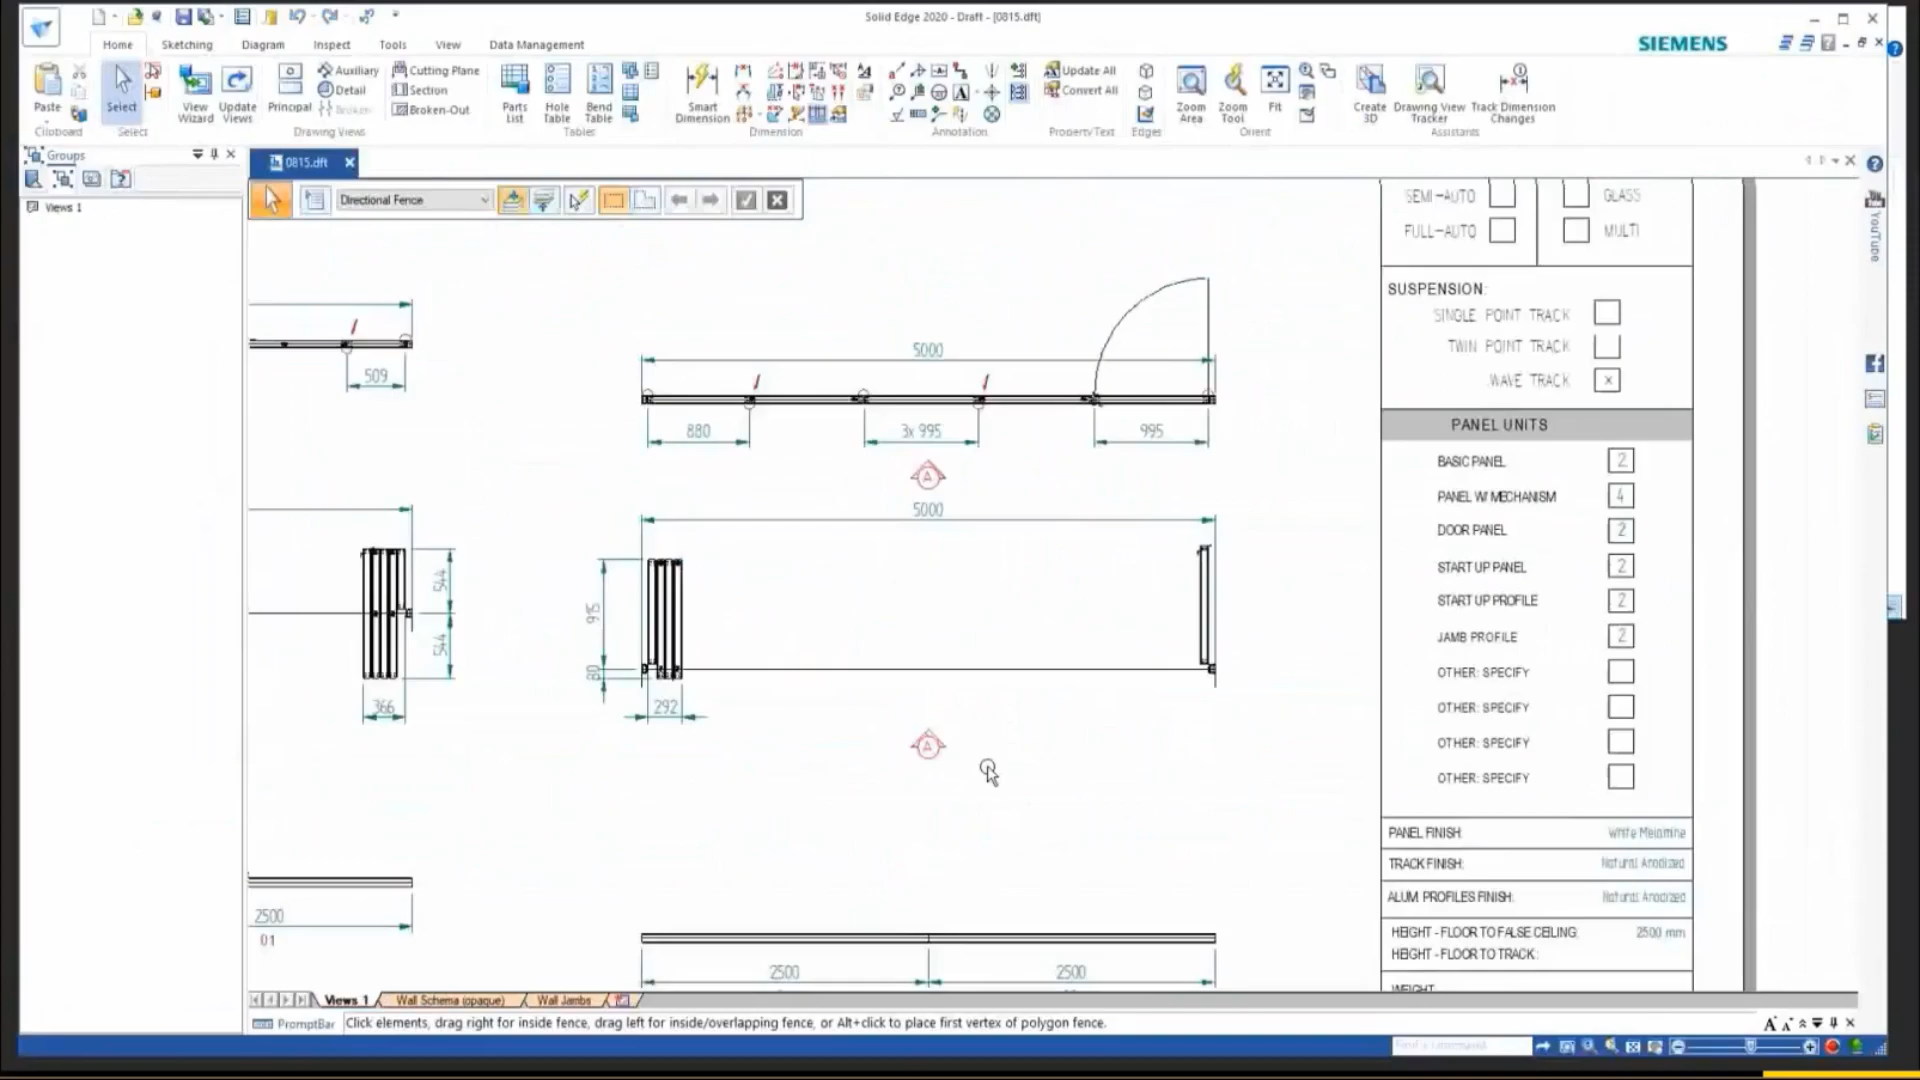 Solid Edge 2020 - Draft - [0815.dft]
Home
Sketching
Diagram
Inspect
Tools
View
Data Management
SIEMENS
Paste
Clipboard
Select
Select
View Wizard
Update Views
Principal
Auxiliary
Detail
Broken
Cutting Plane
Section
Broken-Out
Drawing Views
Parts List
Hole Table
Bend Table
Tables
Smart Dimension
Dimension
Annotation
Update All
Convert All
Property Text
Edges
Zoom Area
Zoom Tool
Fit
Orient
Create 3D
Drawing View Tracker
Track Dimension Changes
Assistants
Groups
Views 1
0815.dft
Directional Fence
YouTube
509
5000
880
3x 995
995
A
5000
544
544
366
915
80
292
A
2500
01
2500
2500
SEMI-AUTO
GLASS
FULL-AUTO
MULTI
SUSPENSION:
SINGLE POINT TRACK
TWIN POINT TRACK
WAVE TRACK x
PANEL UNITS
BASIC PANEL 2
PANEL W/ MECHANISM 4
DOOR PANEL 2
START UP PANEL 2
START UP PROFILE 2
JAMB PROFILE 2
OTHER: SPECIFY
OTHER: SPECIFY
OTHER: SPECIFY
OTHER: SPECIFY
PANEL FINISH: White Melamine
TRACK FINISH: Natural Anodized
ALUM. PROFILES FINISH: Natural Anodized
HEIGHT - FLOOR TO FALSE CEILING: 2500 mm
HEIGHT - FLOOR TO TRACK:
WEIGHT
Views 1
Wall Schema (opaque)
Wall Jambs
PromptBar
Click elements, drag right for inside fence, drag left for inside/overlapping fence, or Alt+click to place first vertex of polygon fence.
Find a command